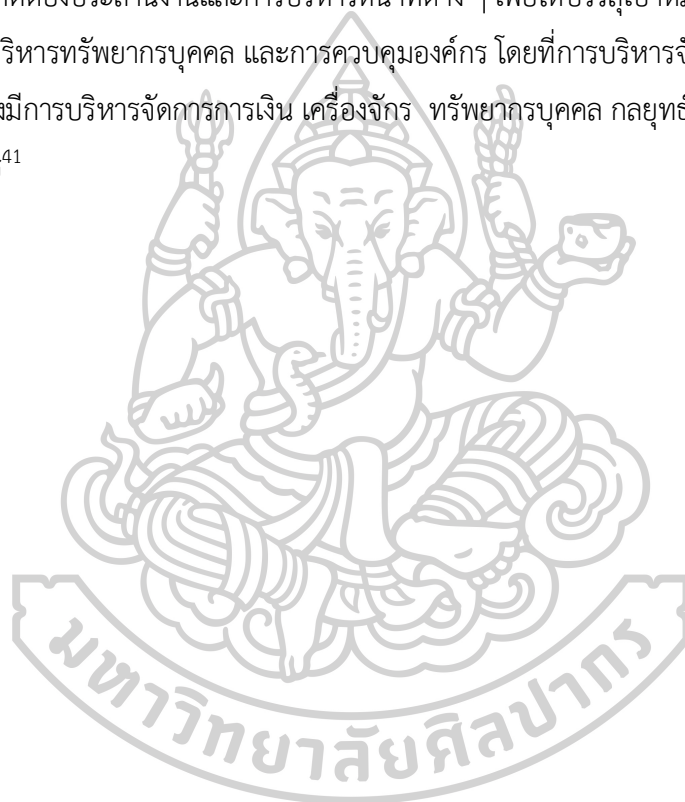 ริหารทรัพยากรบุคคล และการควบคุมองค์กร โดยที่การบริหารจั
งมีการบริหารจัดการการเงิน เครื่องจักร ทรัพยากรบุคคล กลยุทธ์
41
มหาวิทยาลัยศิลปากร